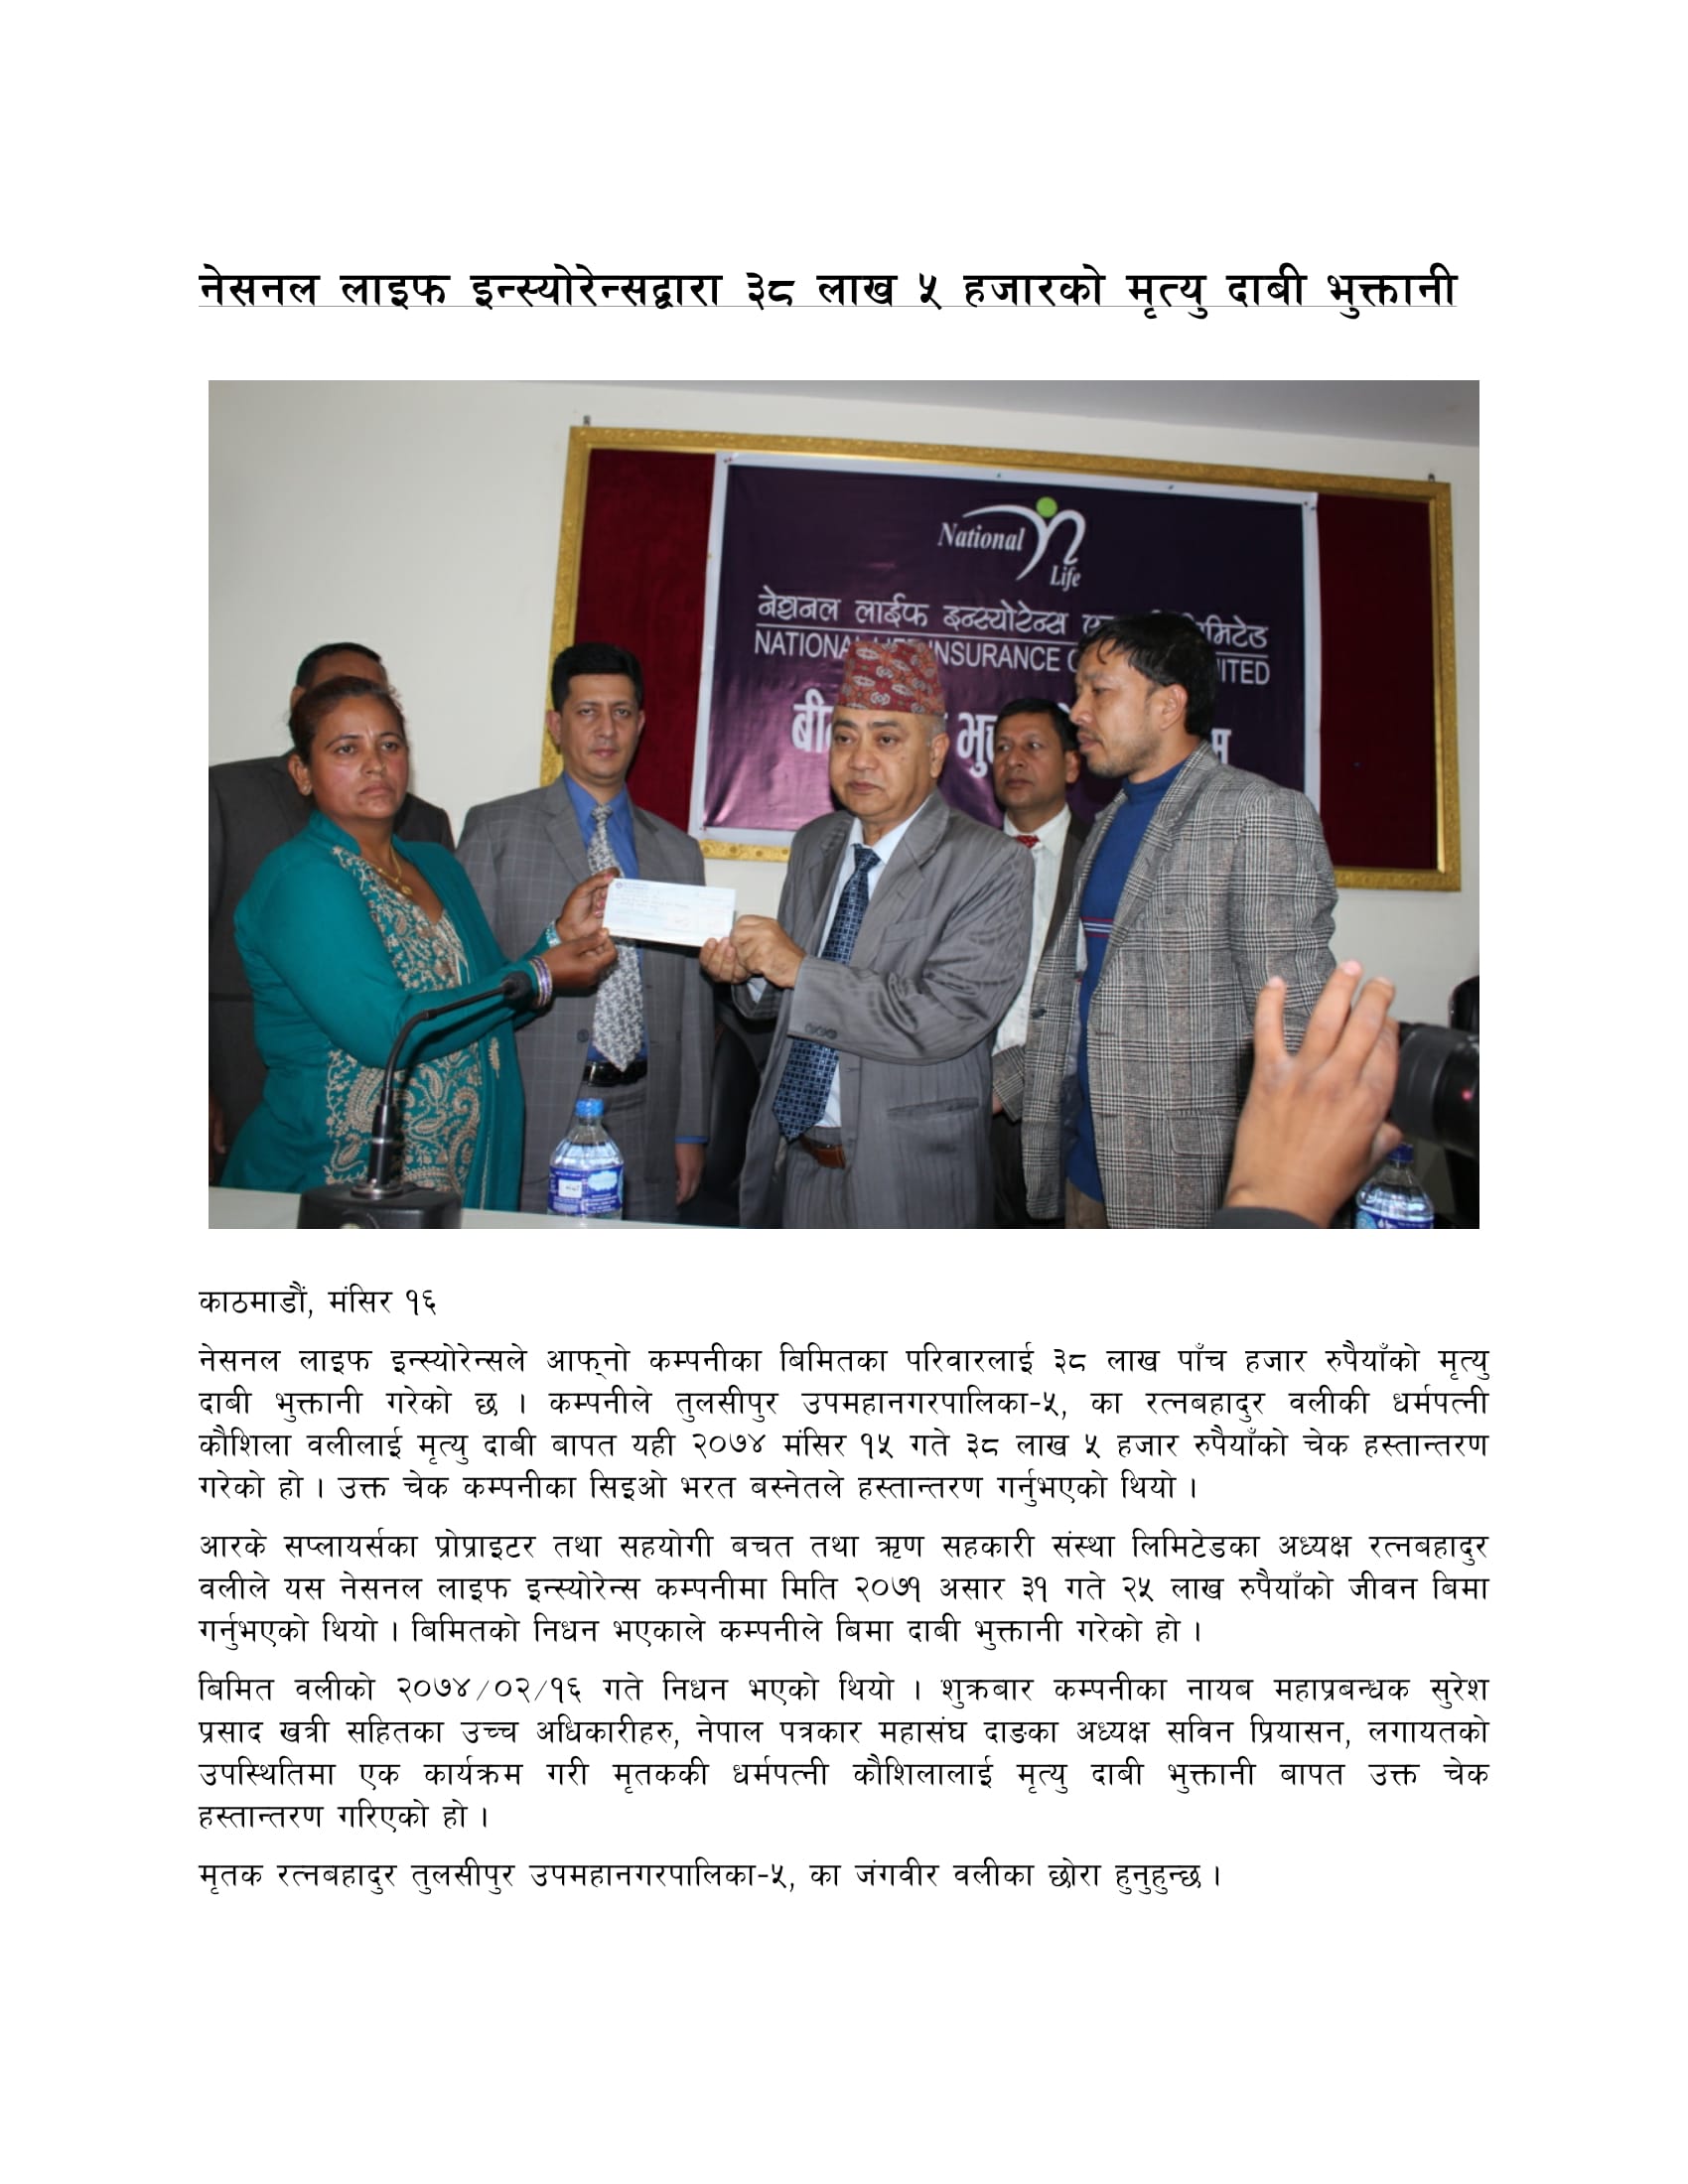 नेसनल लाइफ इन्स्योरेन्सद्वारा ३८ लाख ५ हजारको मृत्यु दाबी भुक्तानी
National
Life
नेशनल लाईफ इन्स्योरेन्स
NATIONAL LIFE INSURANCE
काठमाडौं, मंसिर १६
नेसनल लाइफ इन्स्योरेन्सले आफ्‌नो कम्पनीका बिमितका परिवारलाई ३८ लाख पाँच हजार रुपैयाँको मृत्यु
दाबी भुक्तानी गरेको छ । कम्पनीले तुलसीपुर उपमहानगरपालिका-५, का रत्नबहादुर वलीकी धर्मपत्नी
कौशिला वलीलाई मृत्यु दाबी बापत यही २०७४ मंसिर १५ गते ३८ लाख ५ हजार रुपैयाँको चेक हस्तान्तरण
गरेको हो । उक्त चेक कम्पनीका सिइओ भरत बस्नेतले हस्तान्तरण गर्नुभएको थियो ।
आरके सप्लायर्सका प्रोप्राइटर तथा सहयोगी बचत तथा ऋण सहकारी संस्था लिमिटेडका अध्यक्ष रत्नबहादुर
वलीले यस नेसनल लाइफ इन्स्योरेन्स कम्पनीमा मिति २०७१ असार ३१ गते २५ लाख रुपैयाँको जीवन बिमा
गर्नुभएको थियो । बिमितको निधन भएकाले कम्पनीले बिमा दाबी भुक्तानी गरेको हो ।
बिमित वलीको २०७४/०२/१६ गते निधन भएको थियो । शुक्रबार कम्पनीका नायब महाप्रबन्धक सुरेश
प्रसाद खत्री सहितका उच्च अधिकारीहरु, नेपाल पत्रकार महासंघ दाङका अध्यक्ष सविन प्रियासन, लगायतको
उपस्थितिमा एक कार्यक्रम गरी मृतककी धर्मपत्नी कौशिलालाई मृत्यु दाबी भुक्तानी बापत उक्त चेक
हस्तान्तरण गरिएको हो ।
मृतक रत्नबहादुर तुलसीपुर उपमहानगरपालिका-५, का जंगवीर वलीका छोरा हुनुहुन्छ ।